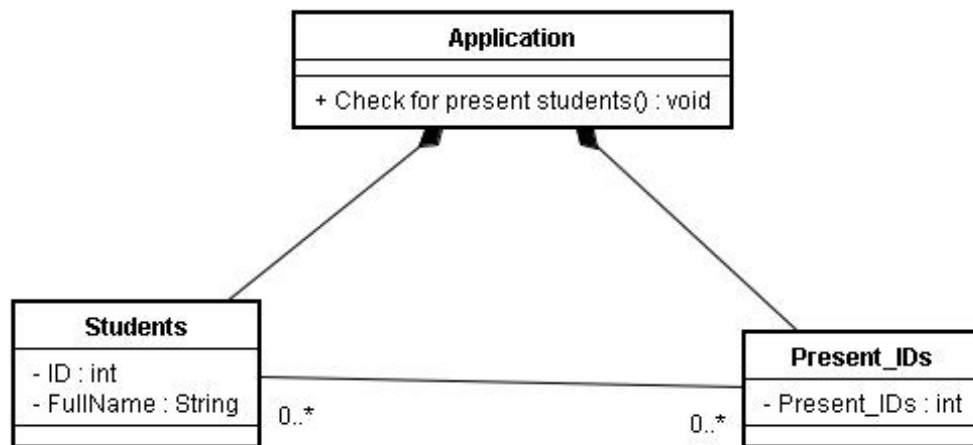 Application
+ Check for present students() : void
Students
- ID : int
- FullName : String
0..*
0..*
Present_IDs
- Present_IDs : int